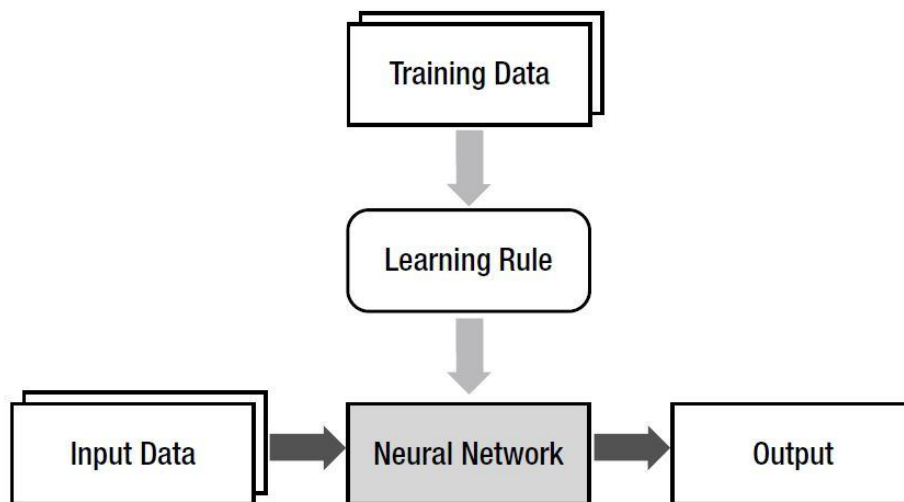 Training Data
Learning Rule
Input Data
Neural Network
Output